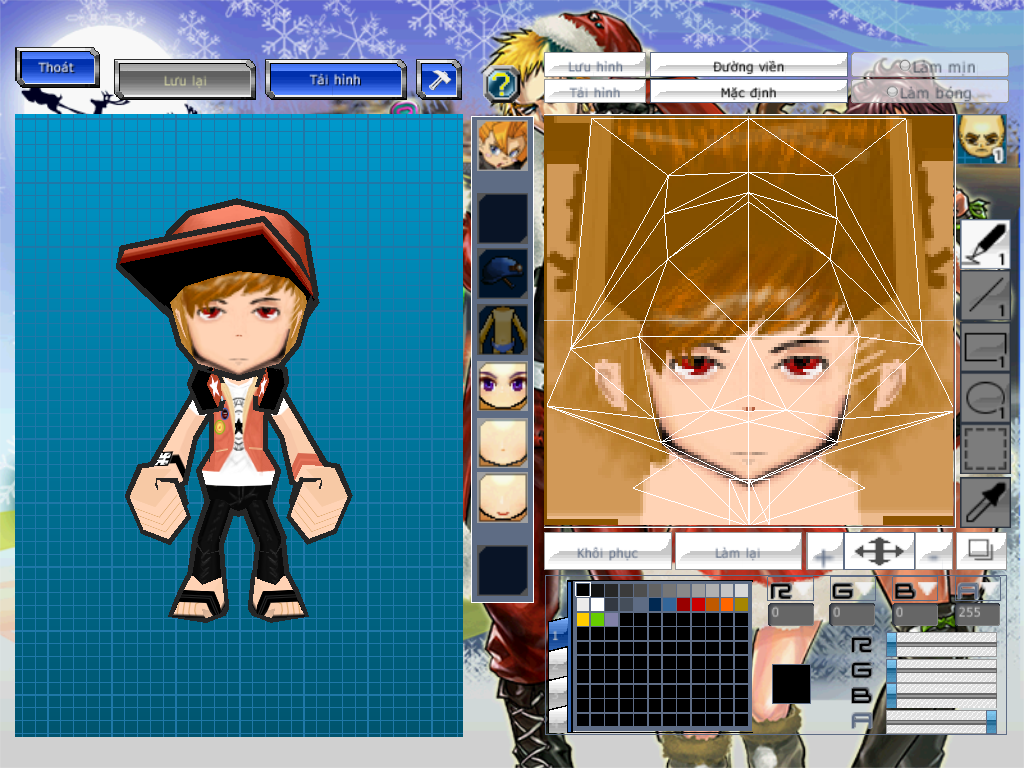 Thoát
Lưu lại
Tải hình
?
Lưu hình
Đường viền
Làm mịn
Tải hình
Mặc định
Làm bóng
1
1
1
1
1
Khôi phục
Làm lại
+
-
1
R
G
B
A
0
0
0
255
R
G
B
A